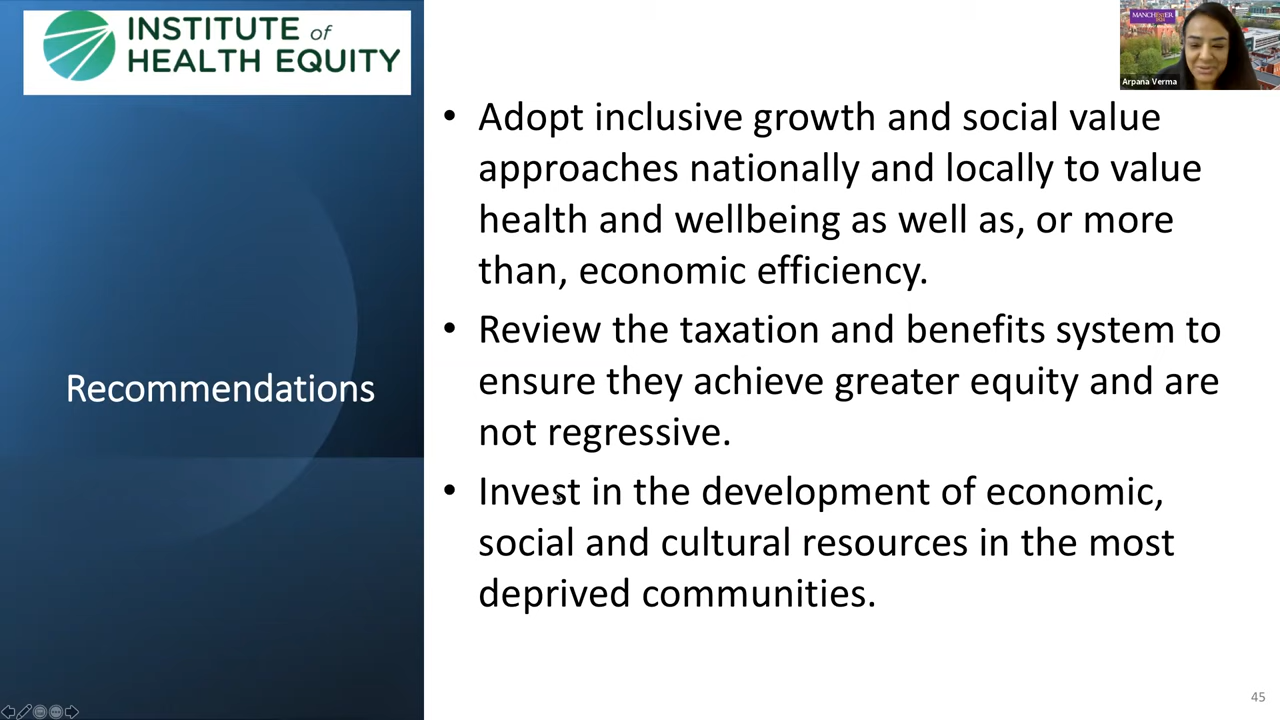 INSTITUTE of
HEALTH EQUITY
MANCHESTER
Arpana Verma
• Adopt inclusive growth and social value
approaches nationally and locally to value
health and wellbeing as well as, or more
than, economic efficiency.
• Review the taxation and benefits system to
ensure they achieve greater equity and are
not regressive.
Recommendations
• Invest in the development of economic,
social and cultural resources in the most
deprived communities.
45